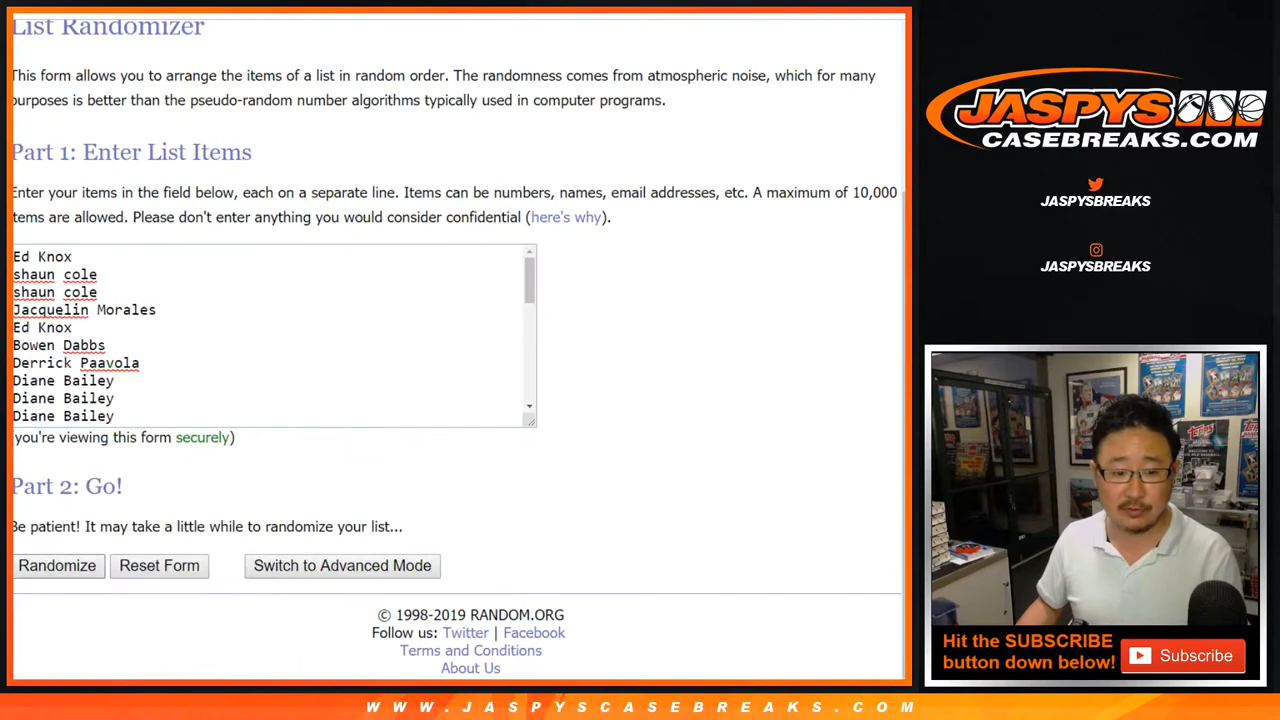 List Randomizer
This form allows you to arrange the items of a list in random order. The randomness comes from atmospheric noise, which for many
purposes is better than the pseudo-random number algorithms typically used in computer programs.
Part 1: Enter List Items
Enter your items in the field below, each on a separate line. Items can be numbers, names, email addresses, etc. A maximum of 10,000
items are allowed. Please don't enter anything you would consider confidential (here's why).
Ed Knox
shaun cole
shaun cole
Jacquelin Morales
Ed Knox
Bowen Dabbs
Derrick Paavola
Diane Bailey
Diane Bailey
Diane Bailey
you're viewing this form securely)
Part 2: Go!
Be patient! It may take a little while to randomize your list...
Randomize Reset Form Switch to Advanced Mode
© 1998-2019 RANDOM.ORG
Follow us: Twitter | Facebook
Terms and Conditions
About Us
JASPYS
CASEBREAKS.COM
JASPYSBREAKS
JASPYSBREAKS
TOPPS
Hit the SUBSCRIBE
button down below!
Subscribe
WWW.JASPYSCASEBREAKS.COM